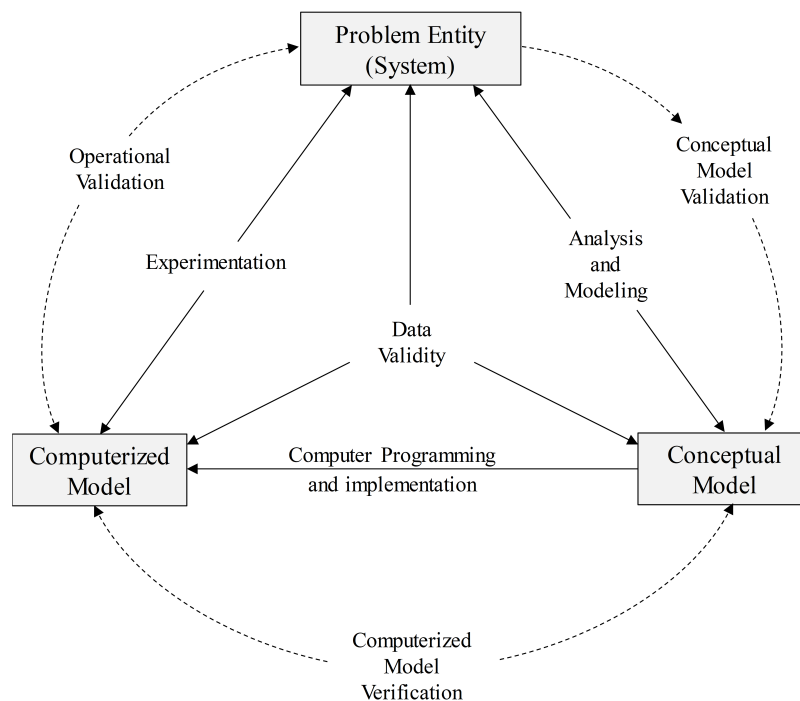 Problem Entity
(System)
Operational
Validation
Conceptual
Model
Validation
Experimentation
Analysis
and
Modeling
Data
Validity
Computerized
Model
Computer Programming
and implementation
Conceptual
Model
Computerized
Model
Verification